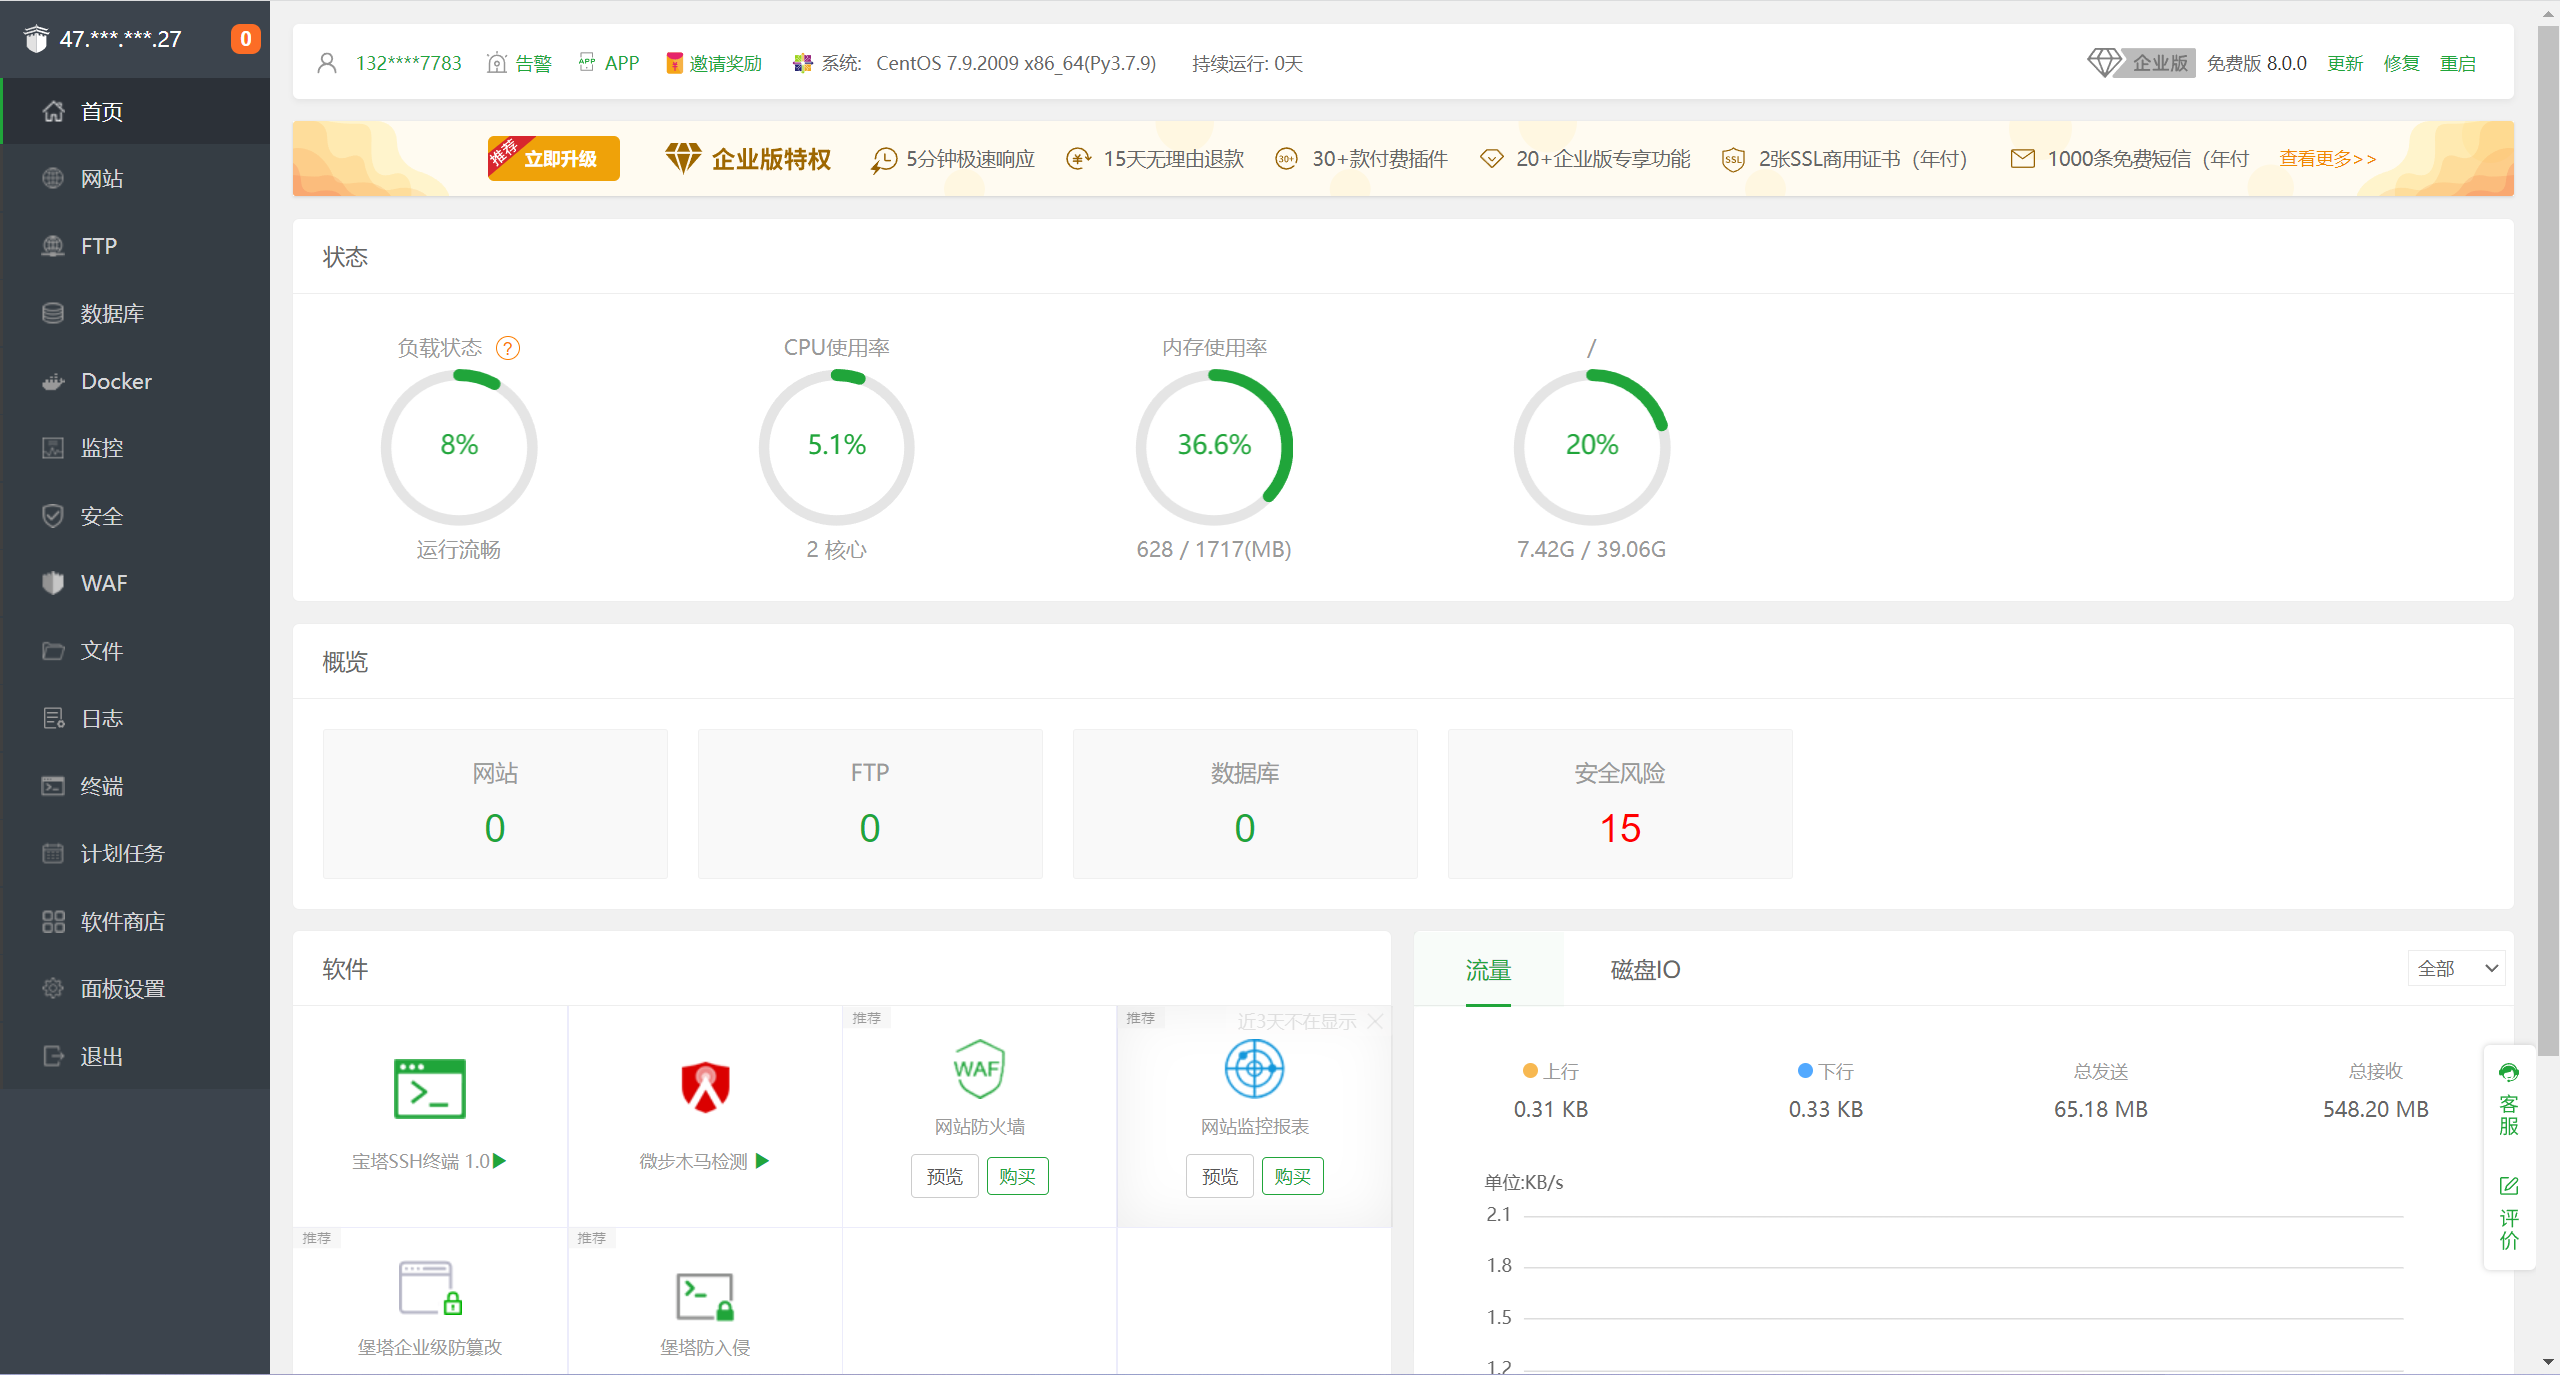 47.***.***.27 0
首页
网站
FTP
数据库
Docker
监控
安全
WAF
文件
日志
终端
计划任务
软件商店
面板设置
退出
132****7783 告警 APP APP 邀请奖励 系统: CentOS 7.9.2009 x86_64(Py3.7.9) 持续运行: 0天 企业版 免费版 8.0.0 更新 修复 重启
推荐 立即升级 企业版特权 5分钟极速响应 15天无理由退款 30+ 30+款付费插件 20+企业版专享功能 SSL 2张SSL商用证书（年付） 1000条免费短信（年付 查看更多>>
状态
负载状态 ? CPU使用率 内存使用率 /
8% 5.1% 36.6% 20%
运行流畅 2 核心 628 / 1717(MB) 7.42G / 39.06G
概览
网站 FTP 数据库 安全风险
0 0 0 15
软件
宝塔SSH终端 1.0
微步木马检测
推荐
WAF
网站防火墙
预览 购买
推荐 近3天不在显示
网站监控报表
预览 购买
推荐
堡塔企业级防篡改
推荐
堡塔防入侵
流量 磁盘IO 全部
上行 下行 总发送 总接收
0.31 KB 0.33 KB 65.18 MB 548.20 MB
单位:KB/s
2.1
1.8
1.5
1.2
客服
评价